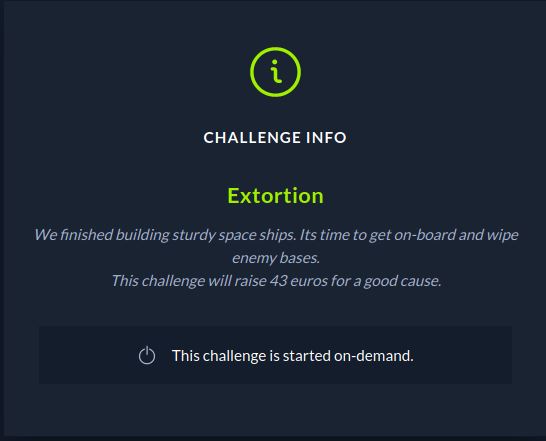 CHALLENGE INFO
Extortion
We finished building sturdy space ships. Its time to get on-board and wipe
enemy bases.
This challenge will raise 43 euros for a good cause.
This challenge is started on-demand.